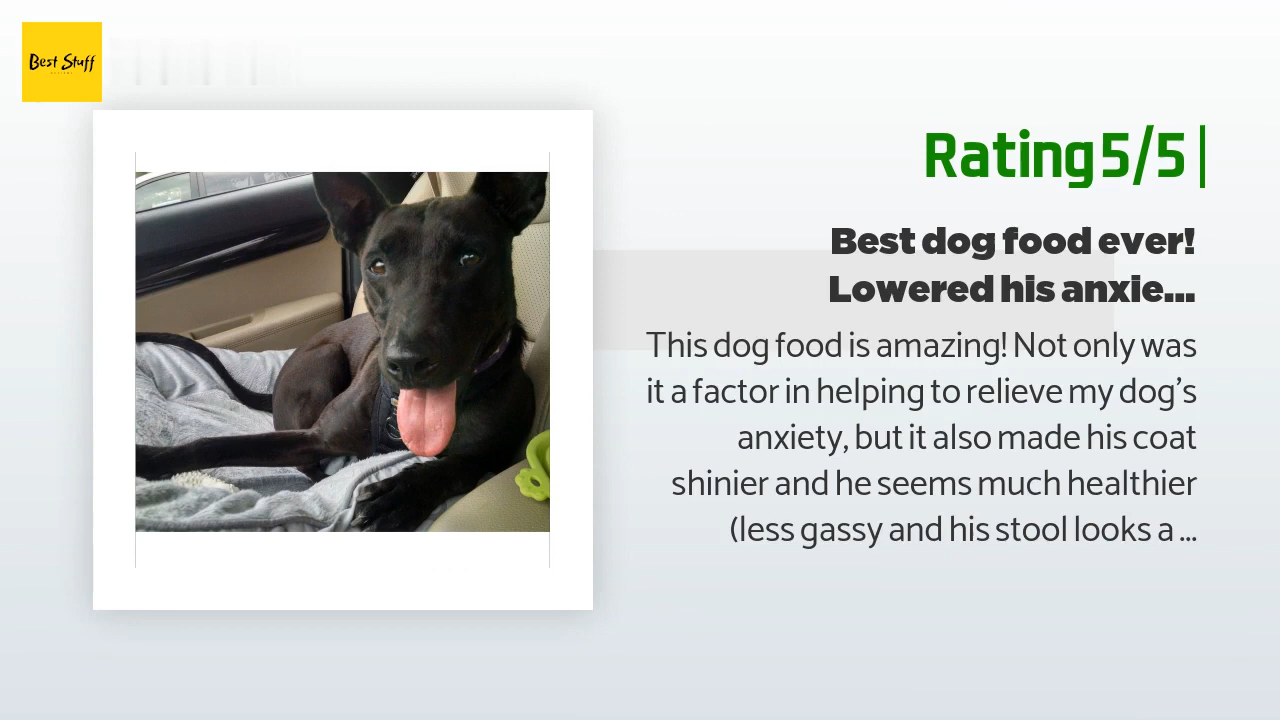 Best Stuff
Rating 5/5
Best dog food ever!
Lowered his anxie...
This dog food is amazing! Not only was
it a factor in helping to relieve my dog's
anxiety, but it also made his coat
shinier and he seems much healthier
(less gassy and his stool looks a ...